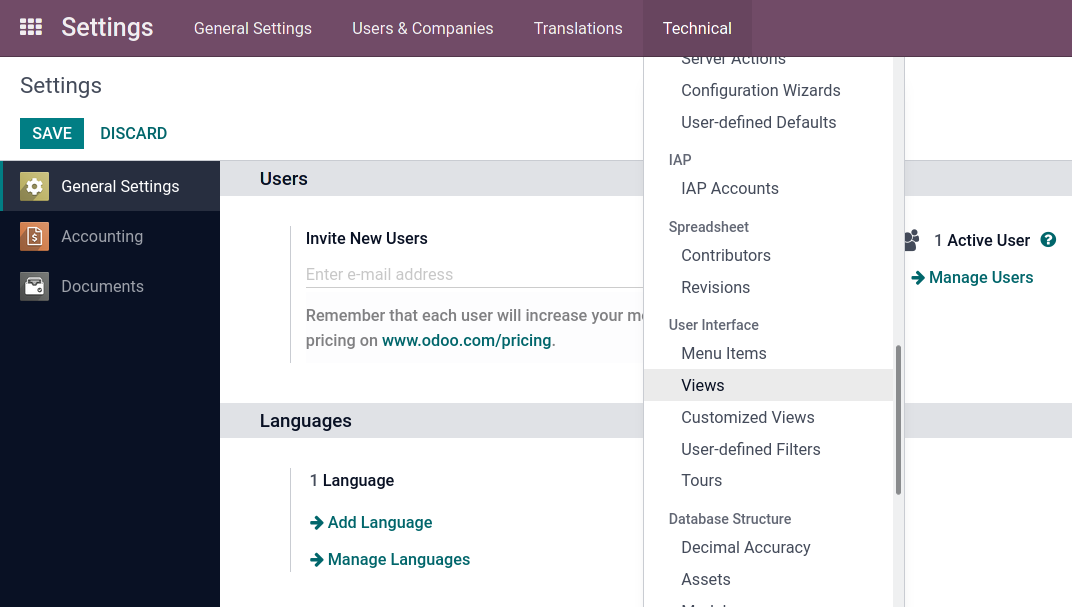 Settings
General Settings
Users & Companies
Translations
Technical
Settings
SAVE
DISCARD
General Settings
Accounting
Documents
Users
Invite New Users
Enter e-mail address
Remember that each user will increase your
pricing on www.odoo.com/pricing.
1 Active User
Manage Users
Languages
1 Language
Add Language
Manage Languages
Server Actions
Configuration Wizards
User-defined Defaults
IAP
IAP Accounts
Spreadsheet
Contributors
Revisions
User Interface
Menu Items
Views
Customized Views
User-defined Filters
Tours
Database Structure
Decimal Accuracy
Assets